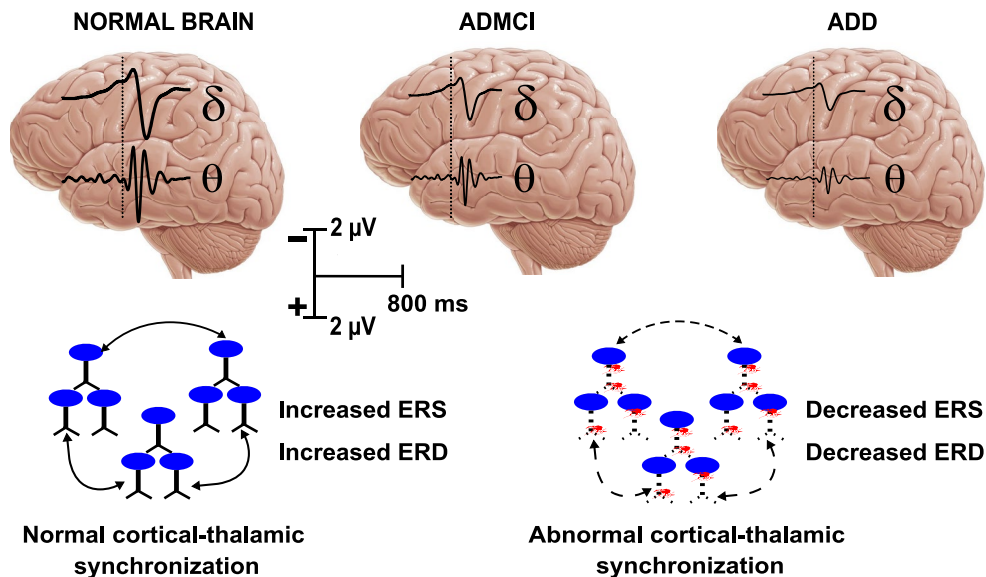 NORMAL BRAIN
ADMCI
ADD
δ
θ
δ
θ
δ
θ
− 2 µV
800 ms
+ 2 µV
Increased ERS
Increased ERD
Decreased ERS
Decreased ERD
Normal cortical-thalamic
synchronization
Abnormal cortical-thalamic
synchronization